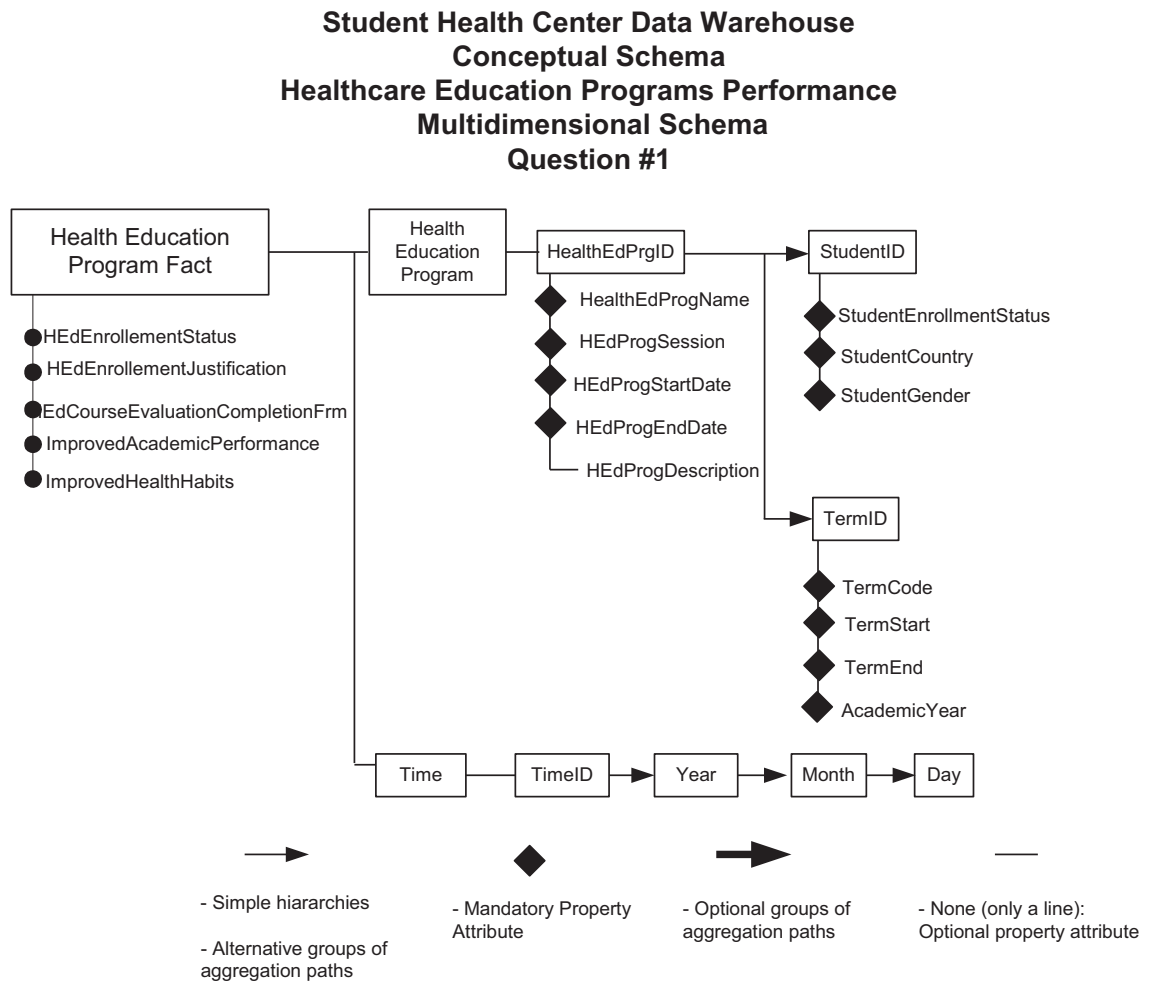 Student Health Center Data Warehouse
Conceptual Schema
Healthcare Education Programs Performance
Multidimensional Schema
Question #1
Health Education
Program Fact
HEdEnrollementStatus
HEdEnrollementJustification
HEdCourseEvaluationCompletionFrm
ImprovedAcademicPerformance
ImprovedHealthHabits
Health
Education
Program
HealthEdPrgID
HealthEdProgName
HEdProgSession
HEdProgStartDate
HEdProgEndDate
HEdProgDescription
StudentID
StudentEnrollmentStatus
StudentCountry
StudentGender
TermID
TermCode
TermStart
TermEnd
AcademicYear
Time
TimeID
Year
Month
Day
- Simple hiararchies
- Alternative groups of
aggregation paths
- Mandatory Property
Attribute
- Optional groups of
aggregation paths
- None (only a line):
Optional property attribute